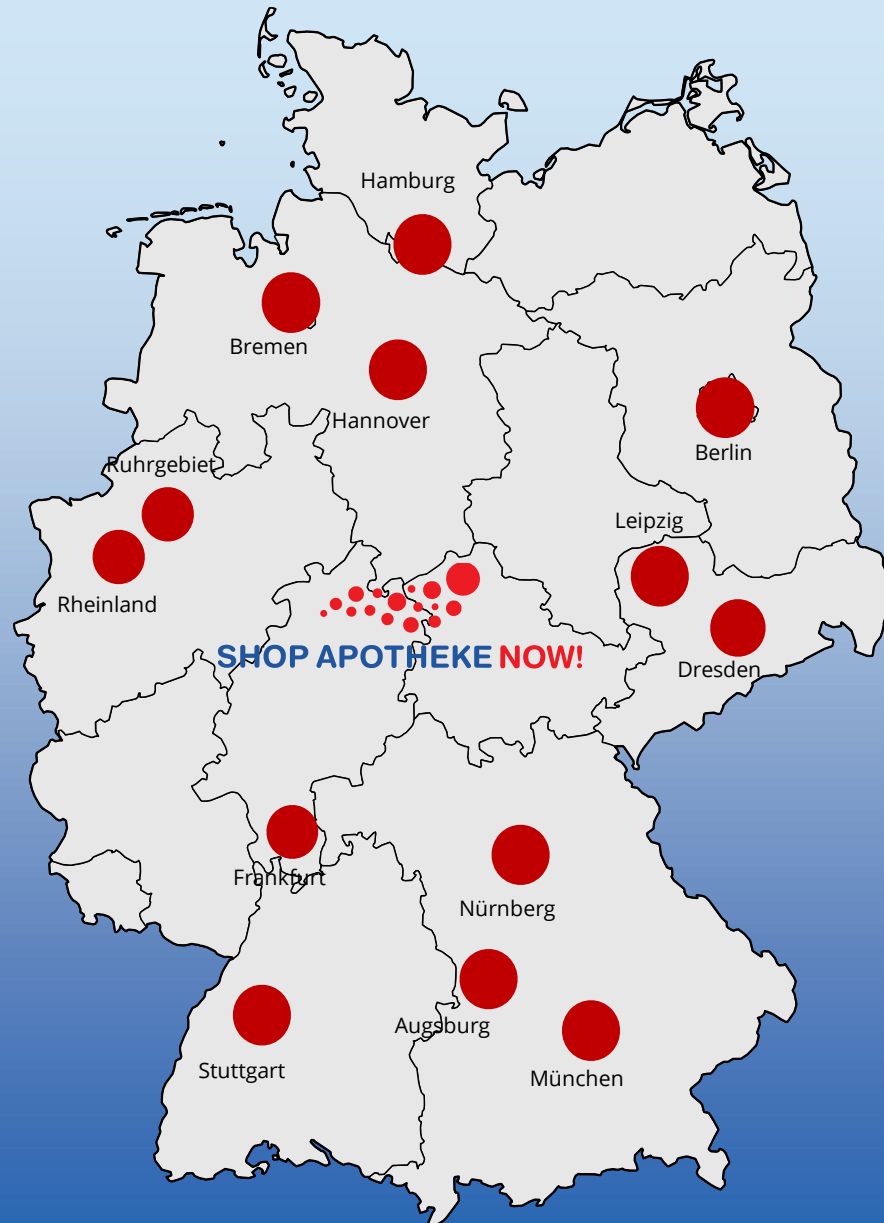 Hamburg
Bremen
Hannover
Berlin
Ruhrgebiet
Leipzig
Rheinland
SHOP APOTHEKE NOW!
Dresden
Frankfurt
Nürnberg
Augsburg
Stuttgart
München